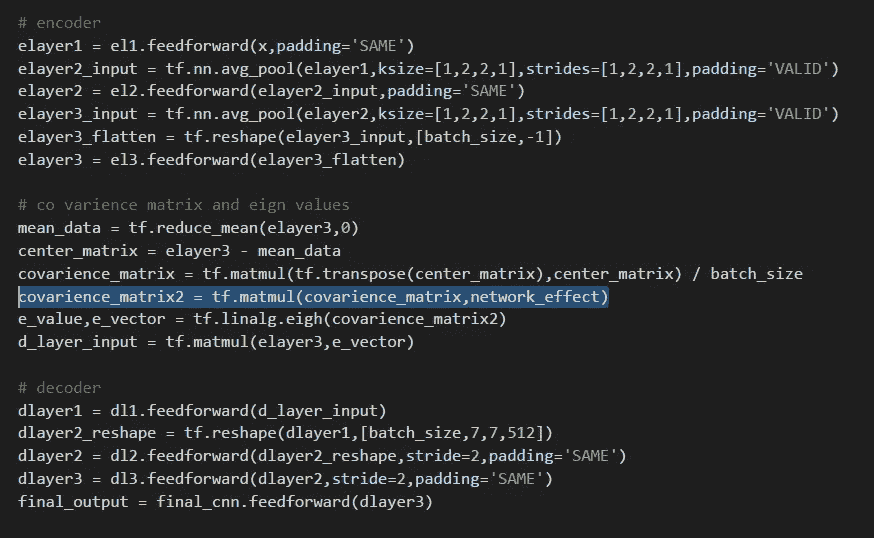 # encoder
elayer1 = el1.feedforward(x,padding='SAME')
elayer2_input = tf.nn.avg_pool(elayer1,ksize=[1,2,2,1],strides=[1,2,2,1],padding='VALID')
elayer2 = el2.feedforward(elayer2_input,padding='SAME')
elayer3_input = tf.nn.avg_pool(elayer2,ksize=[1,2,2,1],strides=[1,2,2,1],padding='VALID')
elayer3_flatten = tf.reshape(elayer3_input,[batch_size,-1])
elayer3 = el3.feedforward(elayer3_flatten)
# co varience matrix and eign values
mean_data = tf.reduce_mean(elayer3,0)
center_matrix = elayer3 - mean_data
covarience_matrix = tf.matmul(tf.transpose(center_matrix),center_matrix) / batch_size
covarience_matrix2 = tf.matmul(covarience_matrix,network_effect)
e_value,e_vector = tf.linalg.eigh(covarience_matrix2)
d_layer_input = tf.matmul(elayer3,e_vector)
# decoder
dlayer1 = dl1.feedforward(d_layer_input)
dlayer2_reshape = tf.reshape(dlayer1,[batch_size,7,7,512])
dlayer2 = dl2.feedforward(dlayer2_reshape,stride=2,padding='SAME')
dlayer3 = dl3.feedforward(dlayer2,stride=2,padding='SAME')
final_output = final_cnn.feedforward(dlayer3)